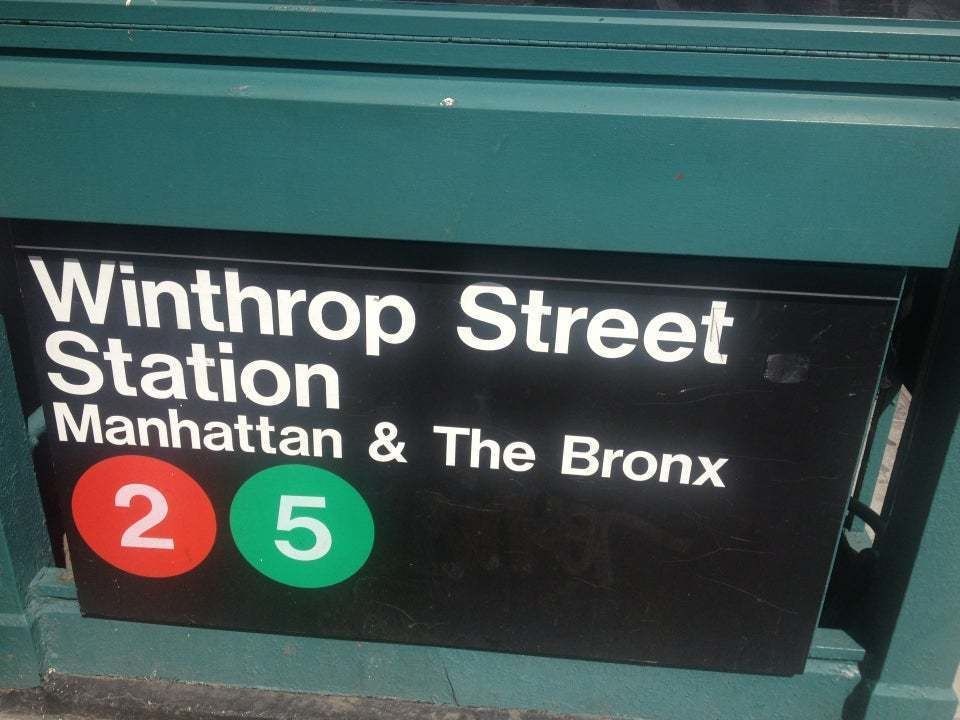 Winthrop Street
Station
Manhattan & The Bronx
2 5